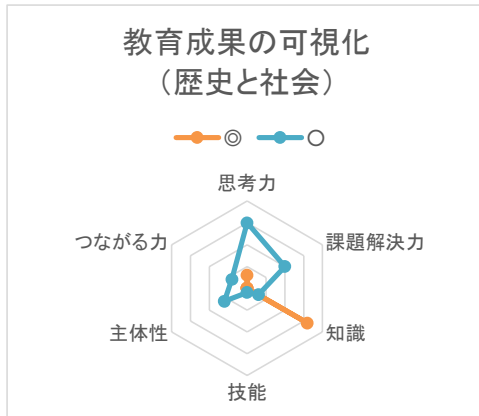 教育成果の可視化
（歴史と社会）
◎ ○
思考力
つながる力 課題解決力
主体性 知識
技能